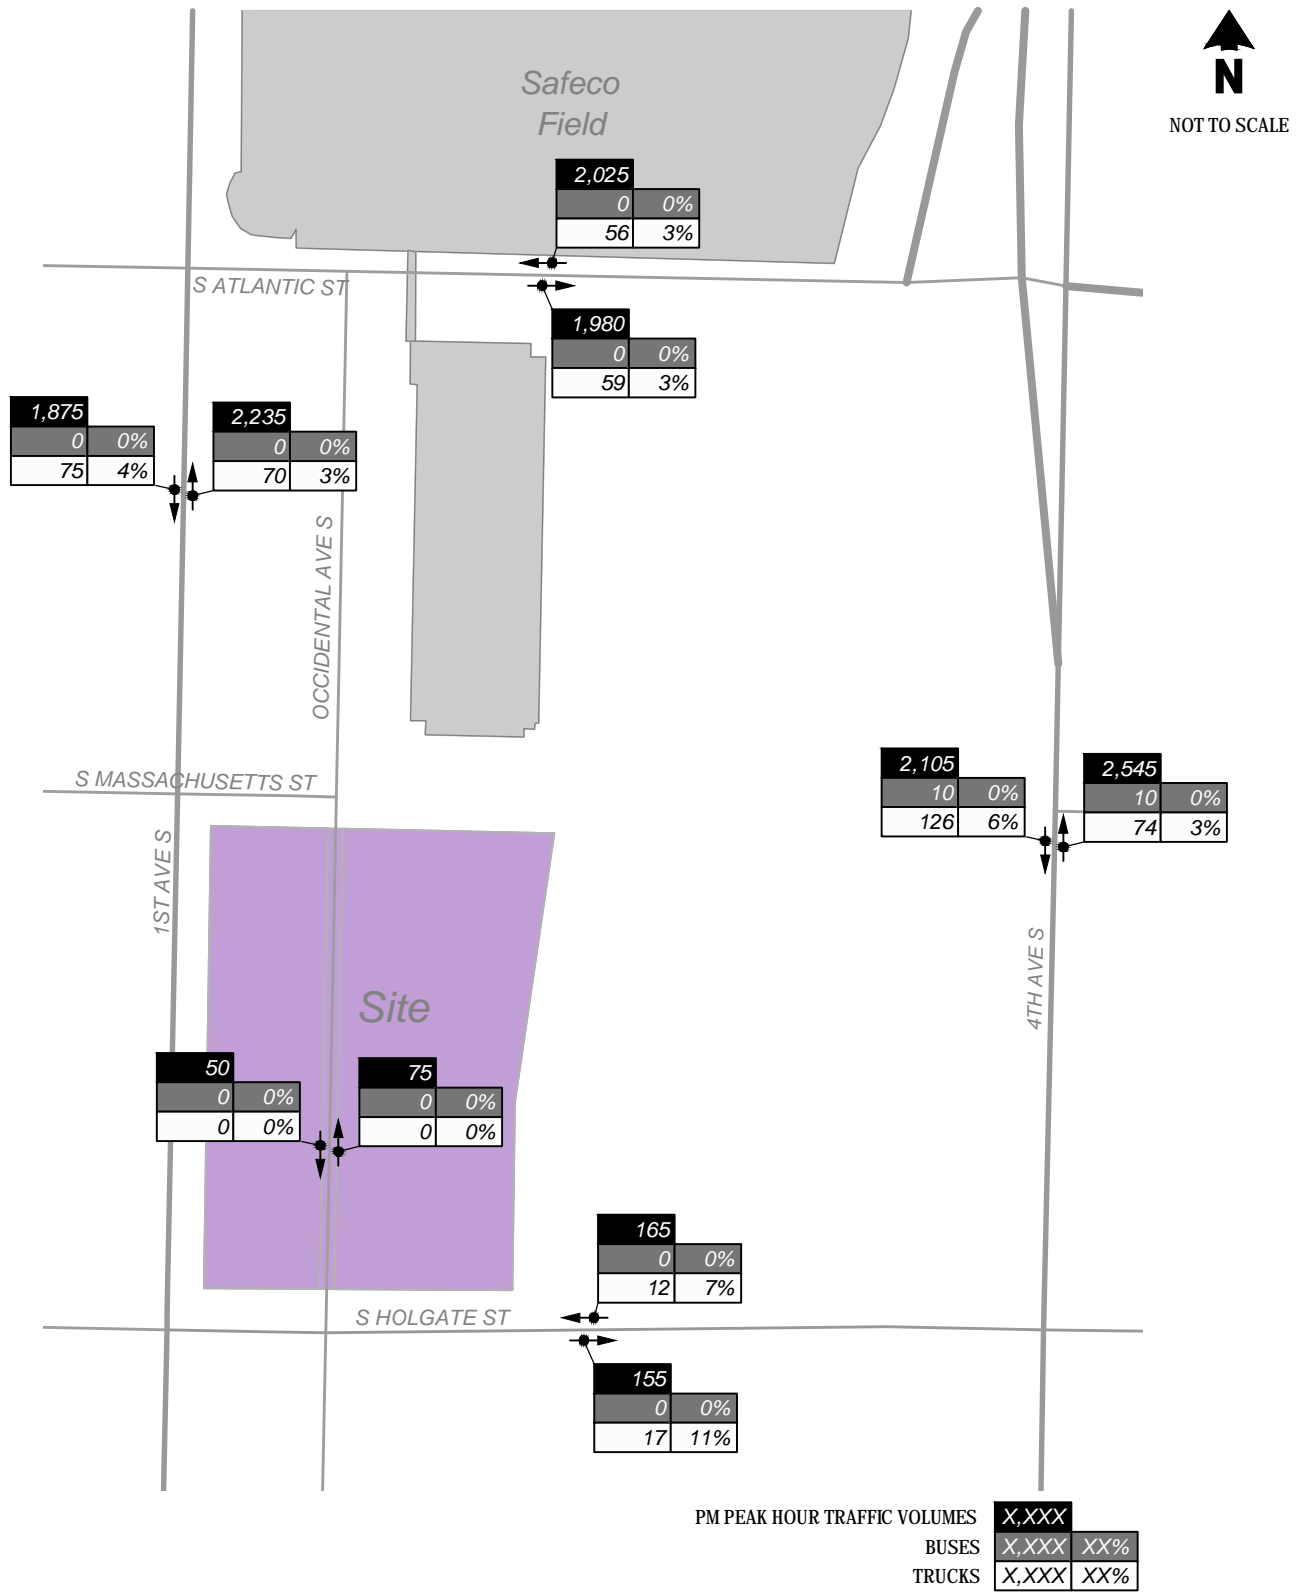 N
NOT TO SCALE
Safeco
Field
2,025
0 0%
56 3%
S ATLANTIC ST
1,980
0 0%
59 3%
1,875
0 0%
75 4%
2,235
0 0%
70 3%
OCCIDENTAL AVE S
S MASSACHUSETTS ST
1ST AVE S
2,105
10 0%
126 6%
2,545
10 0%
74 3%
4TH AVE S
Site
50
0 0%
0 0%
75
0 0%
0 0%
165
0 0%
12 7%
S HOLGATE ST
155
0 0%
17 11%
PM PEAK HOUR TRAFFIC VOLUMES X,XXX
BUSES X,XXX XX%
TRUCKS X,XXX XX%